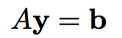 Ay = b